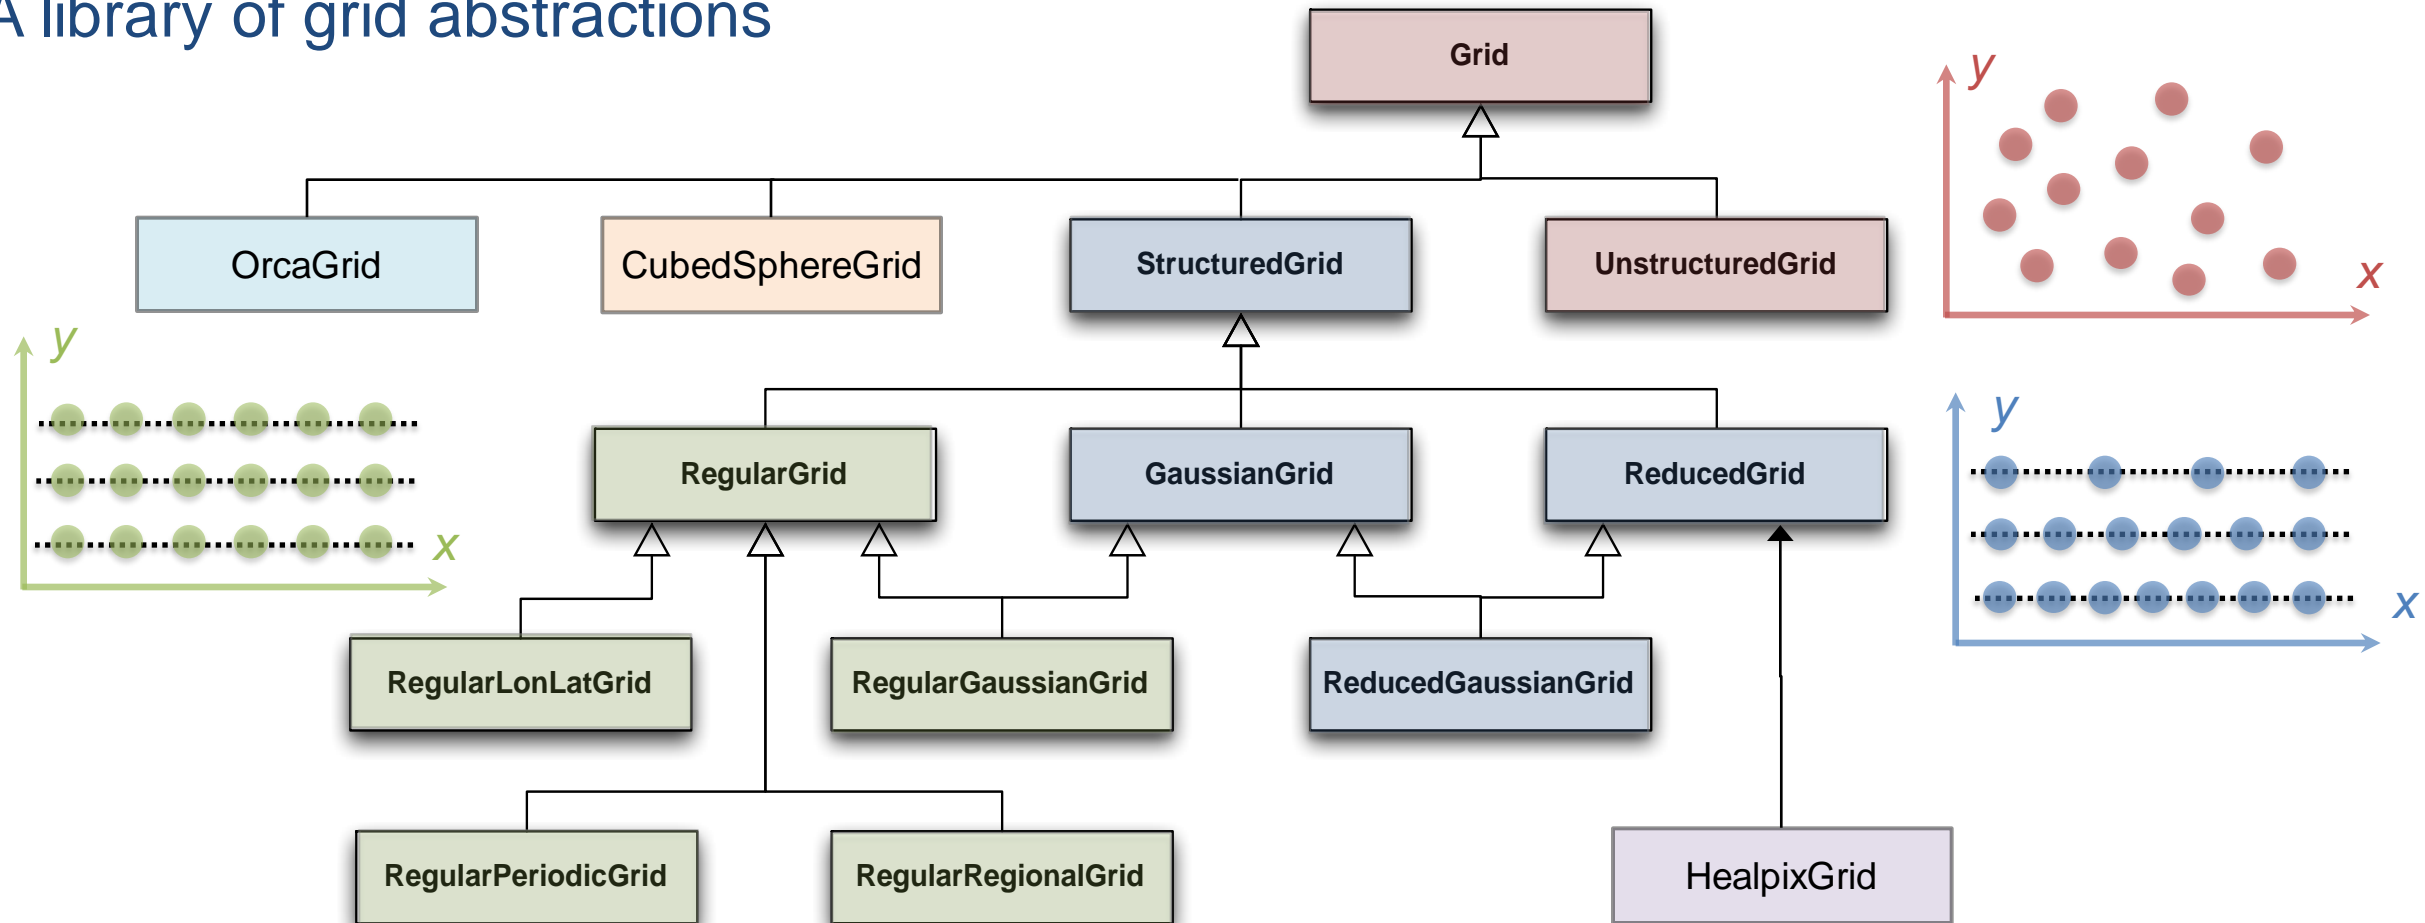 A library of grid abstractions
Grid
y
x
OrcaGrid
CubedSphereGrid
StructuredGrid
UnstructuredGrid
y
x
RegularGrid
GaussianGrid
ReducedGrid
y
x
RegularLonLatGrid
RegularGaussianGrid
ReducedGaussianGrid
RegularPeriodicGrid
RegularRegionalGrid
HealpixGrid